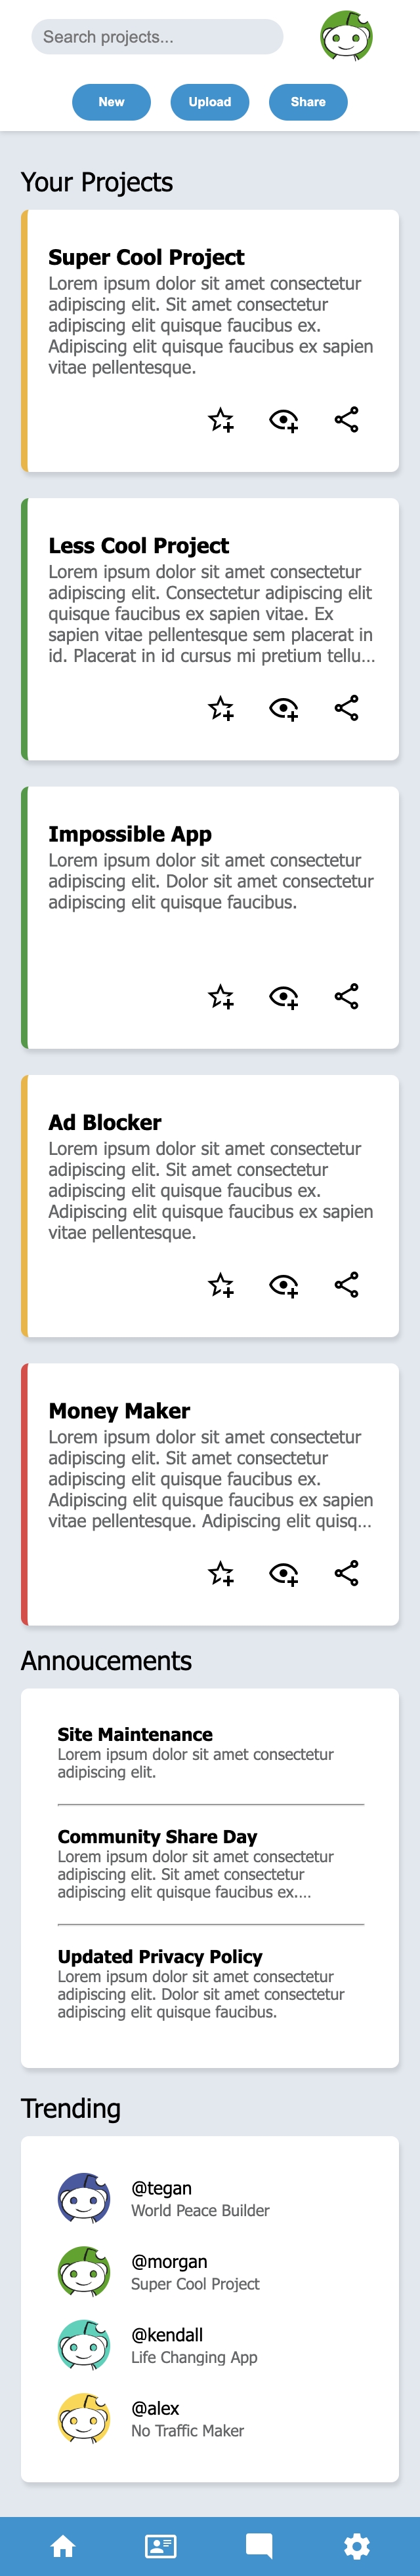 Search projects...
New
Upload
Share
Your Projects
Super Cool Project
Lorem ipsum dolor sit amet consectetur
adipiscing elit. Sit amet consectetur
adipiscing elit quisque faucibus ex.
Adipiscing elit quisque faucibus ex sapien
vitae pellentesque.
Less Cool Project
Lorem ipsum dolor sit amet consectetur
adipiscing elit. Consectetur adipiscing elit
quisque faucibus ex sapien vitae. Ex
sapien vitae pellentesque sem placerat in
id. Placerat in id cursus mi pretium tellu...
Impossible App
Lorem ipsum dolor sit amet consectetur
adipiscing elit. Dolor sit amet consectetur
adipiscing elit quisque faucibus.
Ad Blocker
Lorem ipsum dolor sit amet consectetur
adipiscing elit. Sit amet consectetur
adipiscing elit quisque faucibus ex.
Adipiscing elit quisque faucibus ex sapien
vitae pellentesque.
Money Maker
Lorem ipsum dolor sit amet consectetur
adipiscing elit. Sit amet consectetur
adipiscing elit quisque faucibus ex.
Adipiscing elit quisque faucibus ex sapien
vitae pellentesque. Adipiscing elit quisq...
Annoucements
Site Maintenance
Lorem ipsum dolor sit amet consectetur
adipiscing elit.
Community Share Day
Lorem ipsum dolor sit amet consectetur
adipiscing elit. Sit amet consectetur
adipiscing elit quisque faucibus ex....
Updated Privacy Policy
Lorem ipsum dolor sit amet consectetur
adipiscing elit. Dolor sit amet consectetur
adipiscing elit quisque faucibus.
Trending
@tegan
World Peace Builder
@morgan
Super Cool Project
@kendall
Life Changing App
@alex
No Traffic Maker